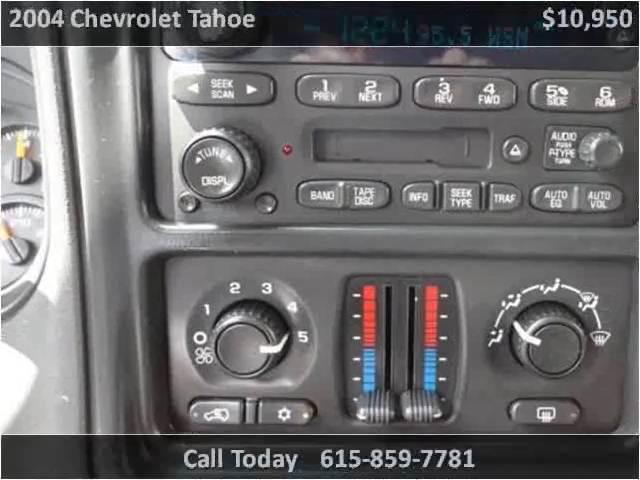 2004 Chevrolet Tahoe $10,950
SEEK
SCAN
1 2 3 4 5 6
PREV NEXT REV FWD SIDE RDM
TUNE
DISPL
AUDIO
PUSH
P-TYPE
TURN
BAND TAPE DISC INFO SEEK TYPE TRAF AUTO EQ AUTO VOL
1 2 3 4 5
Call Today 615-859-7781